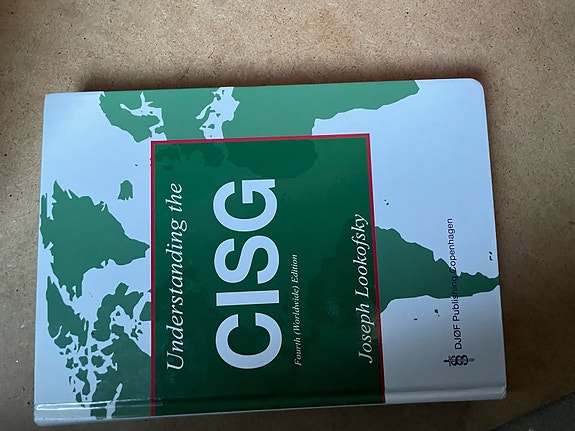 Understanding the
CISG
Fourth (Worldwide) Edition
Joseph Lookofsky
DJØF Publishing Copenhagen